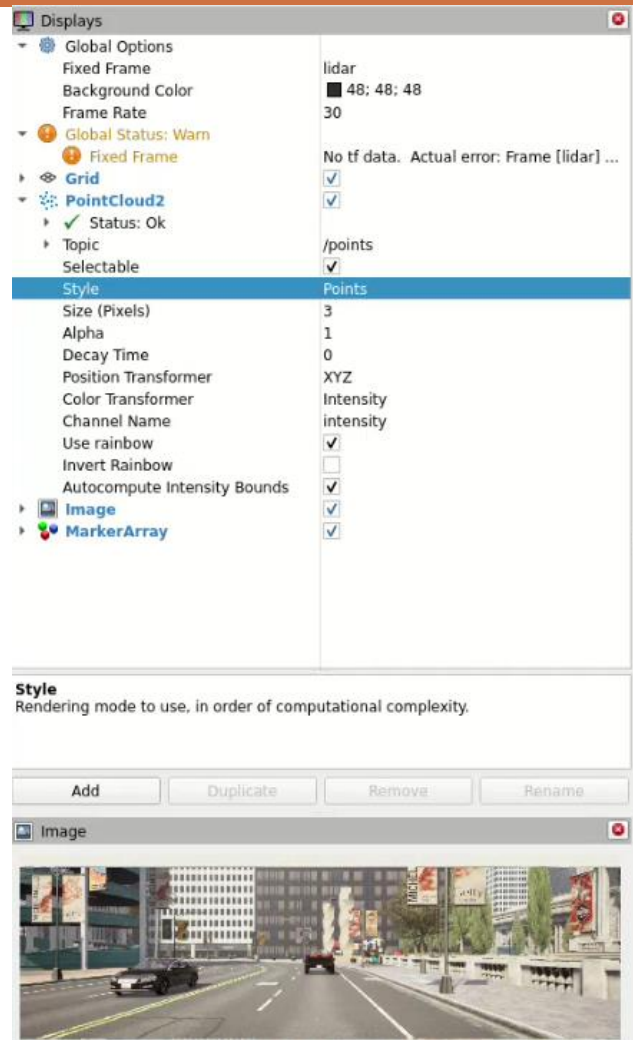 Displays
Global Options
Fixed Frame lidar
Background Color 48; 48; 48
Frame Rate 30
Global Status: Warn
Fixed Frame No tf data. Actual error: Frame [lidar] ...
Grid
PointCloud2
Status: Ok
Topic /points
Selectable
Style Points
Size (Pixels) 3
Alpha 1
Decay Time 0
Position Transformer XYZ
Color Transformer Intensity
Channel Name intensity
Use rainbow
Invert Rainbow
Autocompute Intensity Bounds
Image
MarkerArray
Style
Rendering mode to use, in order of computational complexity.
Add Duplicate Remove Rename
Image